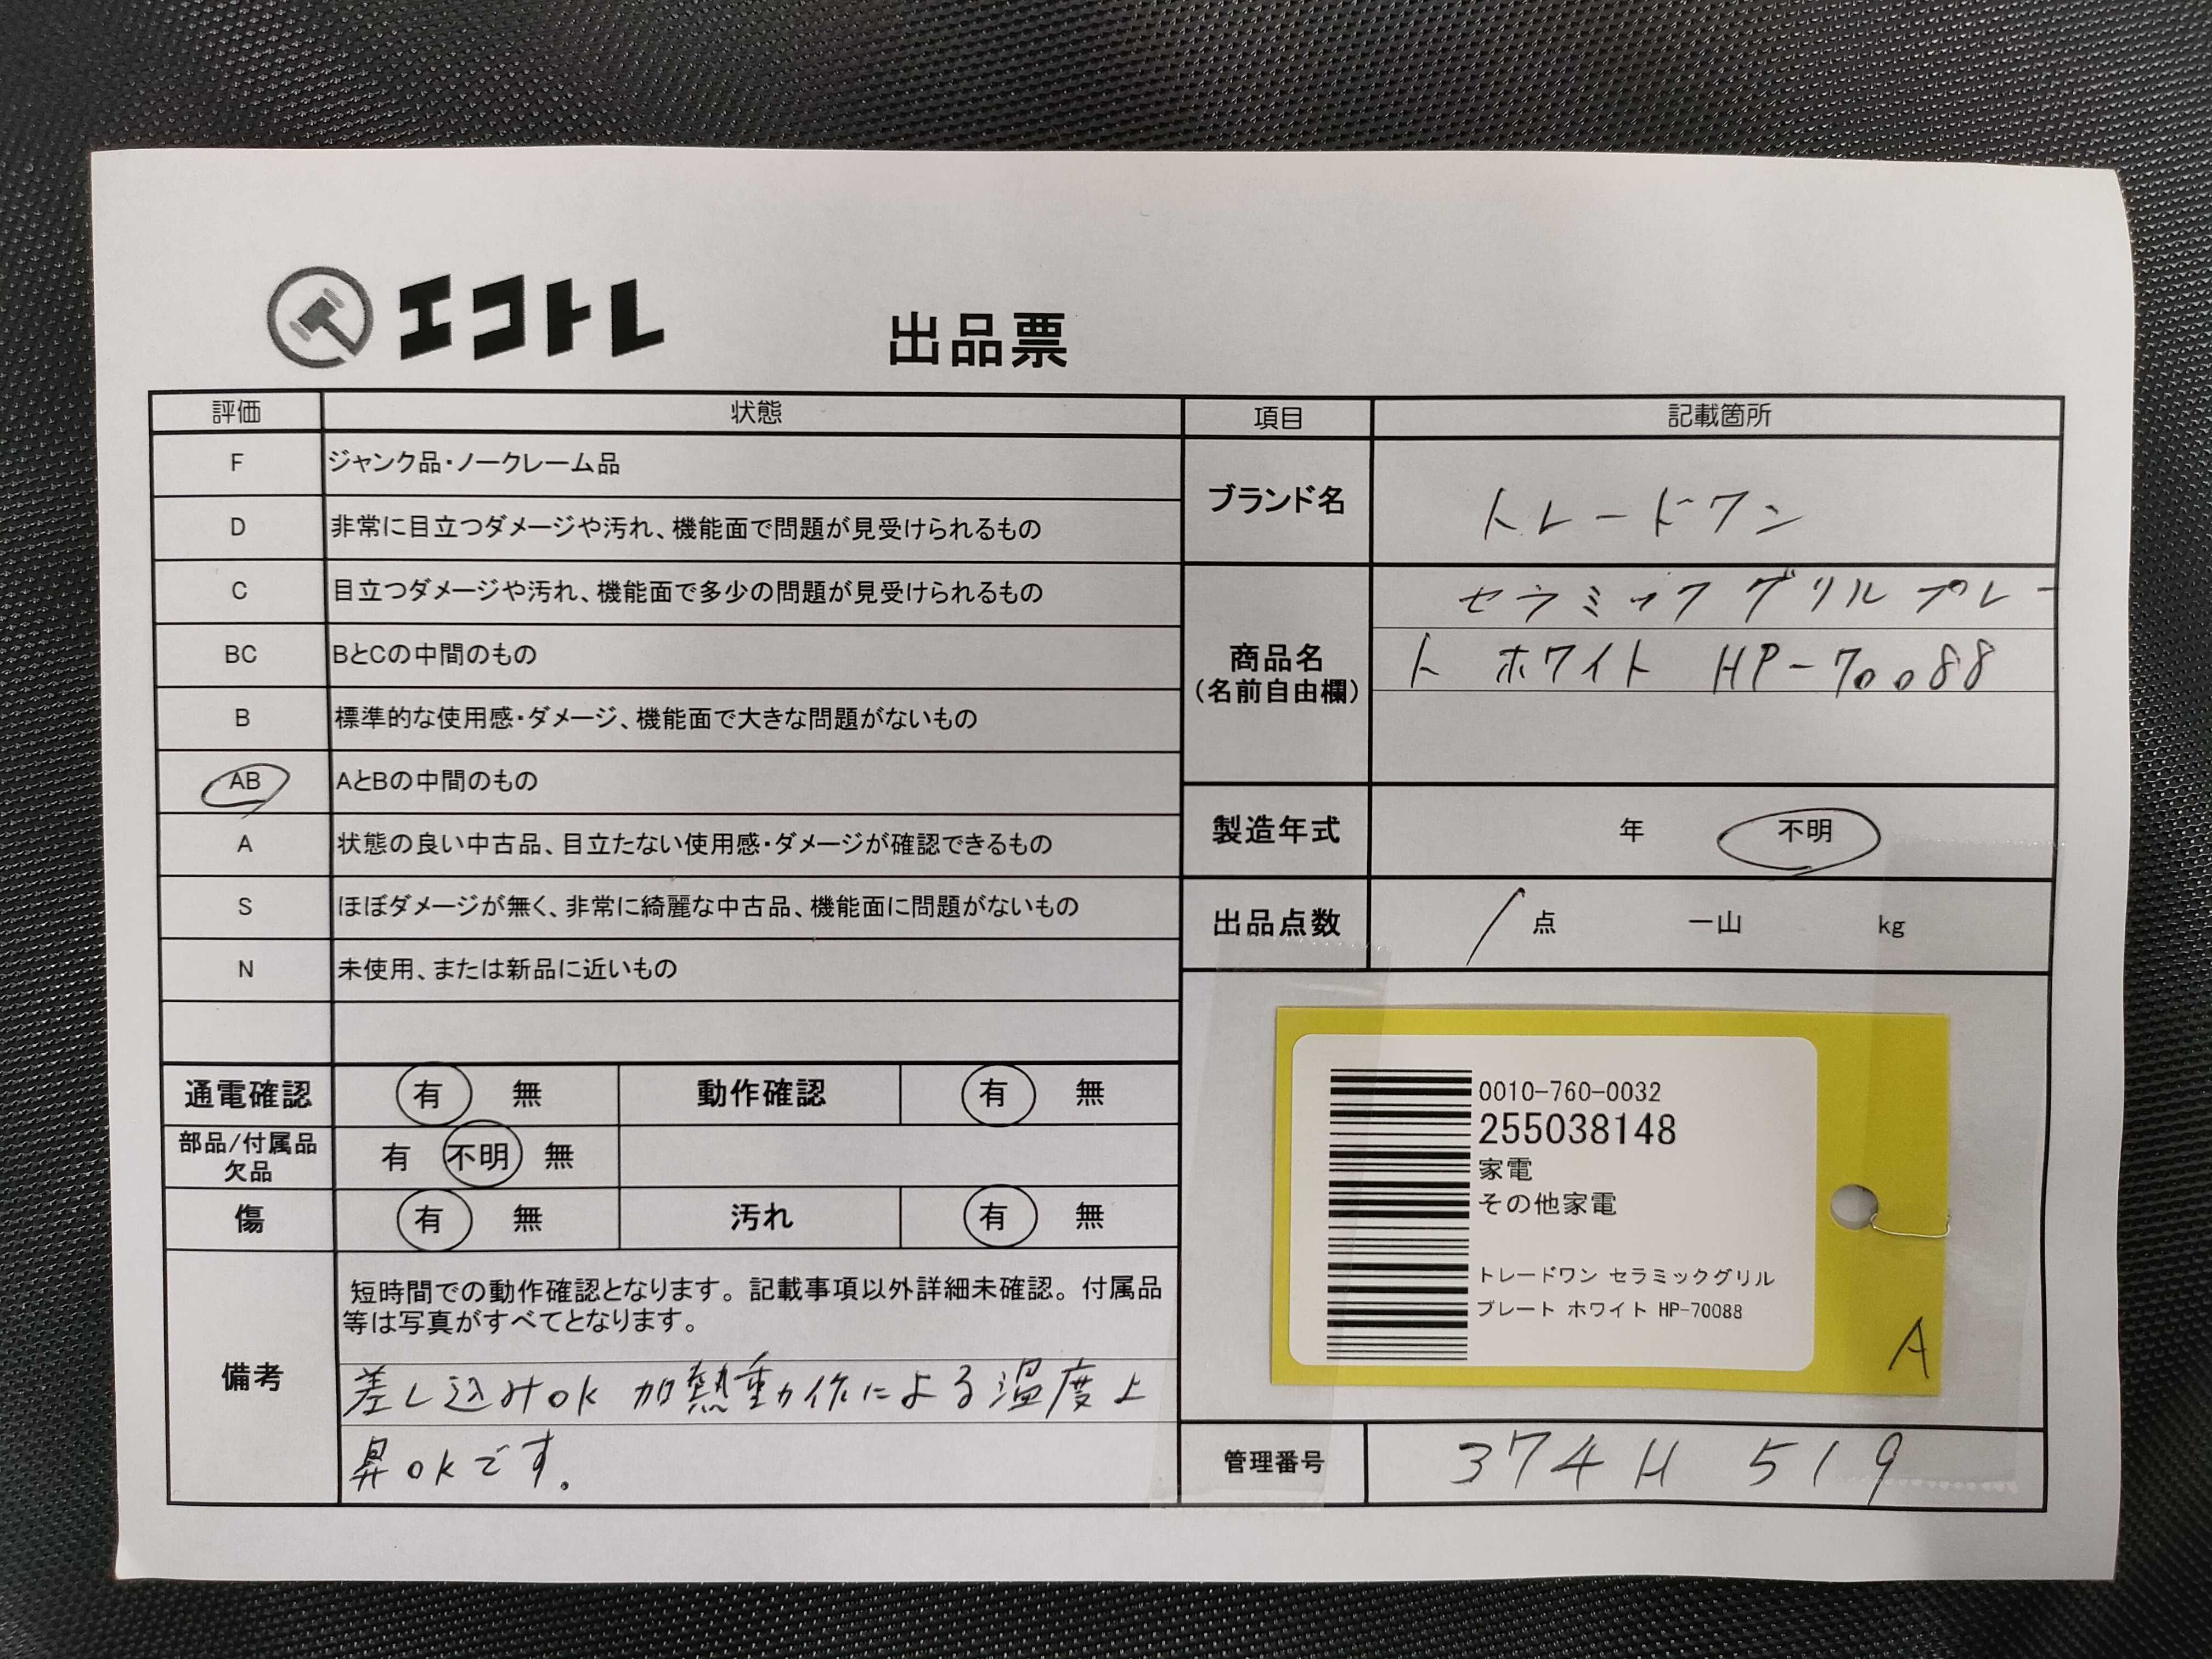 エコトレ
出品票
評価 状態
F ジャンク品・ノークレーム品
D 非常に目立つダメージや汚れ、機能面で問題が見受けられるもの
C 目立つダメージや汚れ、機能面で多少の問題が見受けられるもの
BC BとCの中間のもの
B 標準的な使用感・ダメージ、機能面で大きな問題がないもの
AB AとBの中間のもの
A 状態の良い中古品、目立たない使用感・ダメージが確認できるもの
S ほぼダメージが無く、非常に綺麗な中古品、機能面に問題がないもの
N 未使用、または新品に近いもの
通電確認 有 無 動作確認 有 無
部品/付属品
欠品 有 不明 無
傷 有 無 汚れ 有 無
備考
短時間での動作確認となります。記載事項以外詳細未確認。付属品
等は写真がすべてとなります。
差し込みok 加熱動作による温度上
昇okです。
項目 記載箇所
ブランド名 トレードワン
商品名
(名前自由欄)
セラミックグリルプレー
ト ホワイト HP-70088
製造年式 年 不明
出品点数 1 点 一山 kg
0010-760-0032
255038148
家電
その他家電
トレードワン セラミックグリル
プレート ホワイト HP-70088
A
管理番号 374H 519